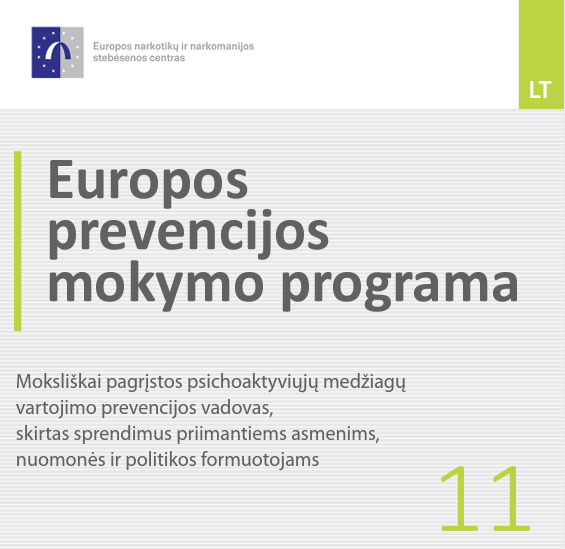 Europos narkotikų ir narkomanijos
stebėsenos centras
LT
Europos
prevencijos
mokymo programa
Moksliškai pagrįstos psichoaktyviųjų medžiagų
vartojimo prevencijos vadovas,
skirtas sprendimus priimantiems asmenims,
nuomonės ir politikos formuotojams
11